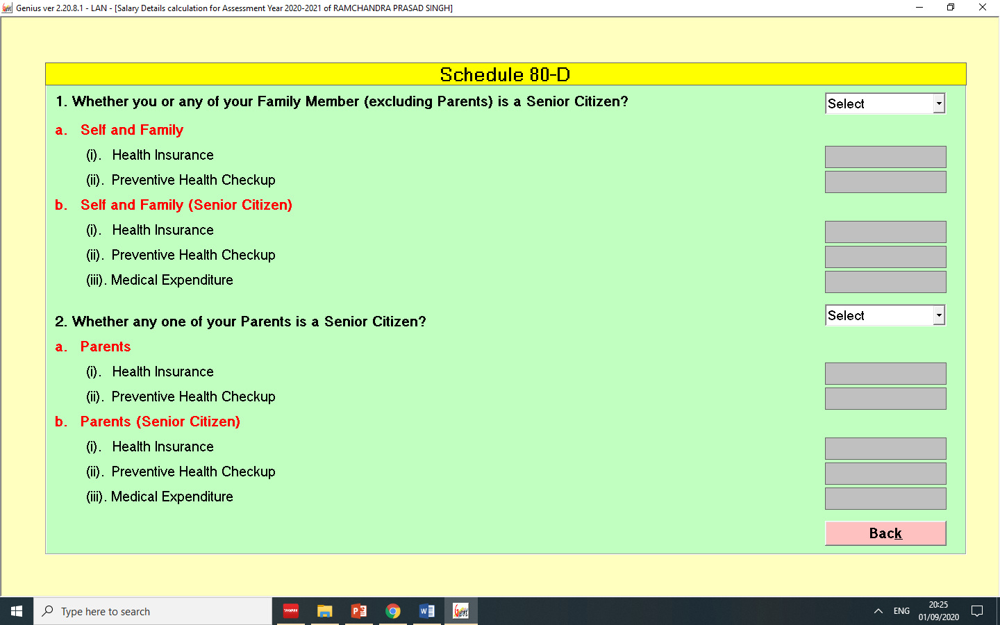 Genius ver 2.20.8.1 - LAN - [Salary Details calculation for Assessment Year 2020-2021 of RAMCHANDRA PRASAD SINGH]
Schedule 80-D
1. Whether you or any of your Family Member (excluding Parents) is a Senior Citizen? Select
a. Self and Family
(i). Health Insurance
(ii). Preventive Health Checkup
b. Self and Family (Senior Citizen)
(i). Health Insurance
(ii). Preventive Health Checkup
(iii). Medical Expenditure
2. Whether any one of your Parents is a Senior Citizen? Select
a. Parents
(i). Health Insurance
(ii). Preventive Health Checkup
b. Parents (Senior Citizen)
(i). Health Insurance
(ii). Preventive Health Checkup
(iii). Medical Expenditure
Back
Type here to search
ENG
20:25
01/09/2020